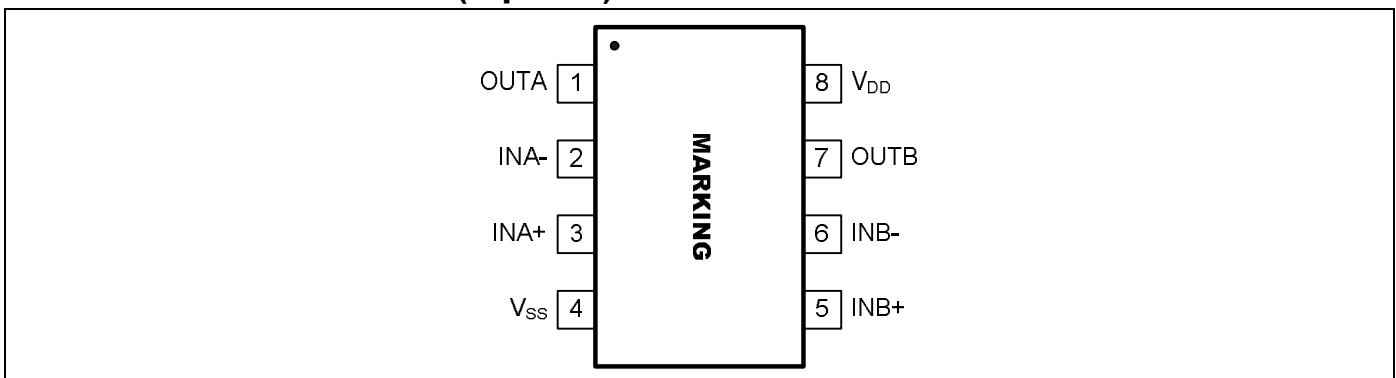 OUTA 1
INA- 2
INA+ 3
VSS 4
MARKING
8 VDD
7 OUTB
6 INB-
5 INB+